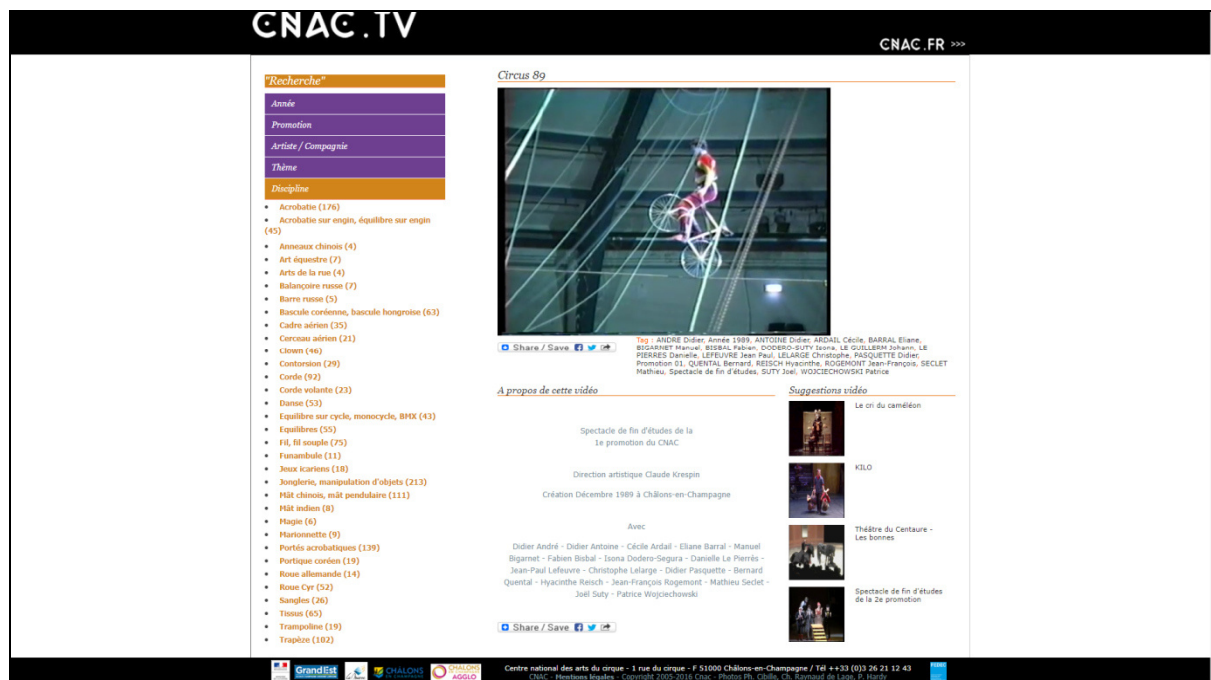 CNAC.TV
CNAC.FR >>>
"Recherche"
Année
Promotion
Artiste / Compagnie
Thème
Discipline
Acrobatie (176)
Acrobatie sur engin, équilibre sur engin
(45)
Anneaux chinois (4)
Art équestre (7)
Arts de la rue (4)
Balançoire russe (7)
Barre russe (5)
Bascule coréenne, bascule hongroise (63)
Cadre aérien (35)
Cerceau aérien (21)
Clown (46)
Contorsion (29)
Corde (92)
Corde volante (23)
Danse (53)
Equilibre sur cycle, monocycle, BMX (43)
Equilibres (55)
Fil, fil souple (75)
Funambule (11)
Jeux icariens (18)
Jonglerie, manipulation d'objets (213)
Mât chinois, mât pendulaire (111)
Mât indien (8)
Magie (6)
Marionnette (9)
Portés acrobatiques (139)
Portique coréen (19)
Roue allemande (14)
Roue Cyr (52)
Sangles (26)
Tissus (65)
Trampoline (19)
Trapèze (102)
Circus 89
Share / Save
Tag : ANDRE Didier, Année 1989, ANTOINE Didier, ARDAIL Cécile, BARRAL Eliane,
BIGARNET Manuel, BISBAL Fabien, DODERO-SUTY Isona, LE GUILLERM Johann, LE
PIERRES Danielle, LEFEUVRE Jean Paul, LELARGE Christophe, PASQUETTE Didier,
Promotion 01, QUENTAL Bernard, REISCH Hyacinthe, ROGEMONT Jean-François, SECLET
Mathieu, Spectacle de fin d'études, SUTY Joel, WOJCIECHOWSKI Patrice
A propos de cette vidéo
Spectacle de fin d'études de la
1e promotion du CNAC
Direction artistique Claude Krespin
Création Décembre 1989 à Châlons-en-Champagne
Avec
Didier André - Didier Antoine - Cécile Ardail - Eliane Barral - Manuel
Bigarnet - Fabien Bisbal - Isona Dodero-Segura - Danielle Le Pierrès -
Jean-Paul Lefeuvre - Christophe Lelarge - Didier Pasquette - Bernard
Quental - Hyacinthe Reisch - Jean-François Rogemont - Mathieu Seclet -
Joël Suty - Patrice Wojciechowski
Share / Save
Suggestions vidéo
Le cri du caméléon
KILO
Théâtre du Centaure -
Les bonnes
Spectacle de fin d'études
de la 2e promotion
GrandEst
CHÂLONS
CHÂLONS
AGGLO
Centre national des arts du cirque - 1 rue du cirque - F 51000 Châlons-en-Champagne / Tél ++33 (0)3 26 21 12 43
CNAC - Mentions légales - Copyright 2005-2016 Cnac - Photos Ph. Cibille, Ch. Raynaud de Lage, P. Hardy